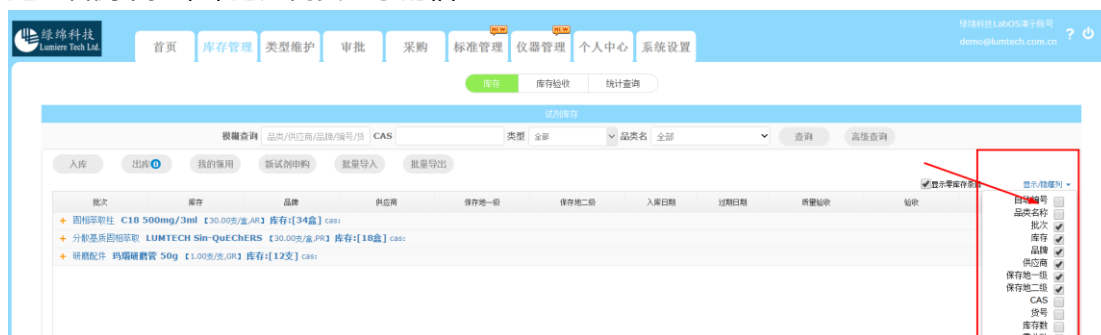 绿绵科技
Lumiere Tech Ltd.
首页
库存管理
类型维护
审批
采购
NEW
标准管理
NEW
仪器管理
个人中心
系统设置
绿绵科技LabOS演示账号
demo@lumtech.com.cn
?
库存
库存验收
统计查询
试剂库存
模糊查询 品类/供应商/品牌/编号/货 CAS 类型 全部 品类名 全部 查询 高级查询
入库 出库 0 我的领用 新试剂申购 批量导入 批量导出
显示零库存
显示/隐藏列
批次 库存 品牌 供应商 保存地一级 保存地二级 入库日期 过期日期 质量验收 验收
+ 固相萃取柱 C18 500mg/3ml 【30.00支/盒,AR】 库存:[34盒] cas:
+ 分散基质固相萃取 LUMTECH Sin-QuEChERS 【30.00支/盒,PR】 库存:[18盒] cas:
+ 研磨配件 玛瑙研磨管 50g 【1.00支/支,GR】 库存:[12支] cas:
品类名称
批次
库存
品牌
供应商
保存地一级
保存地二级
CAS
货号
库存数